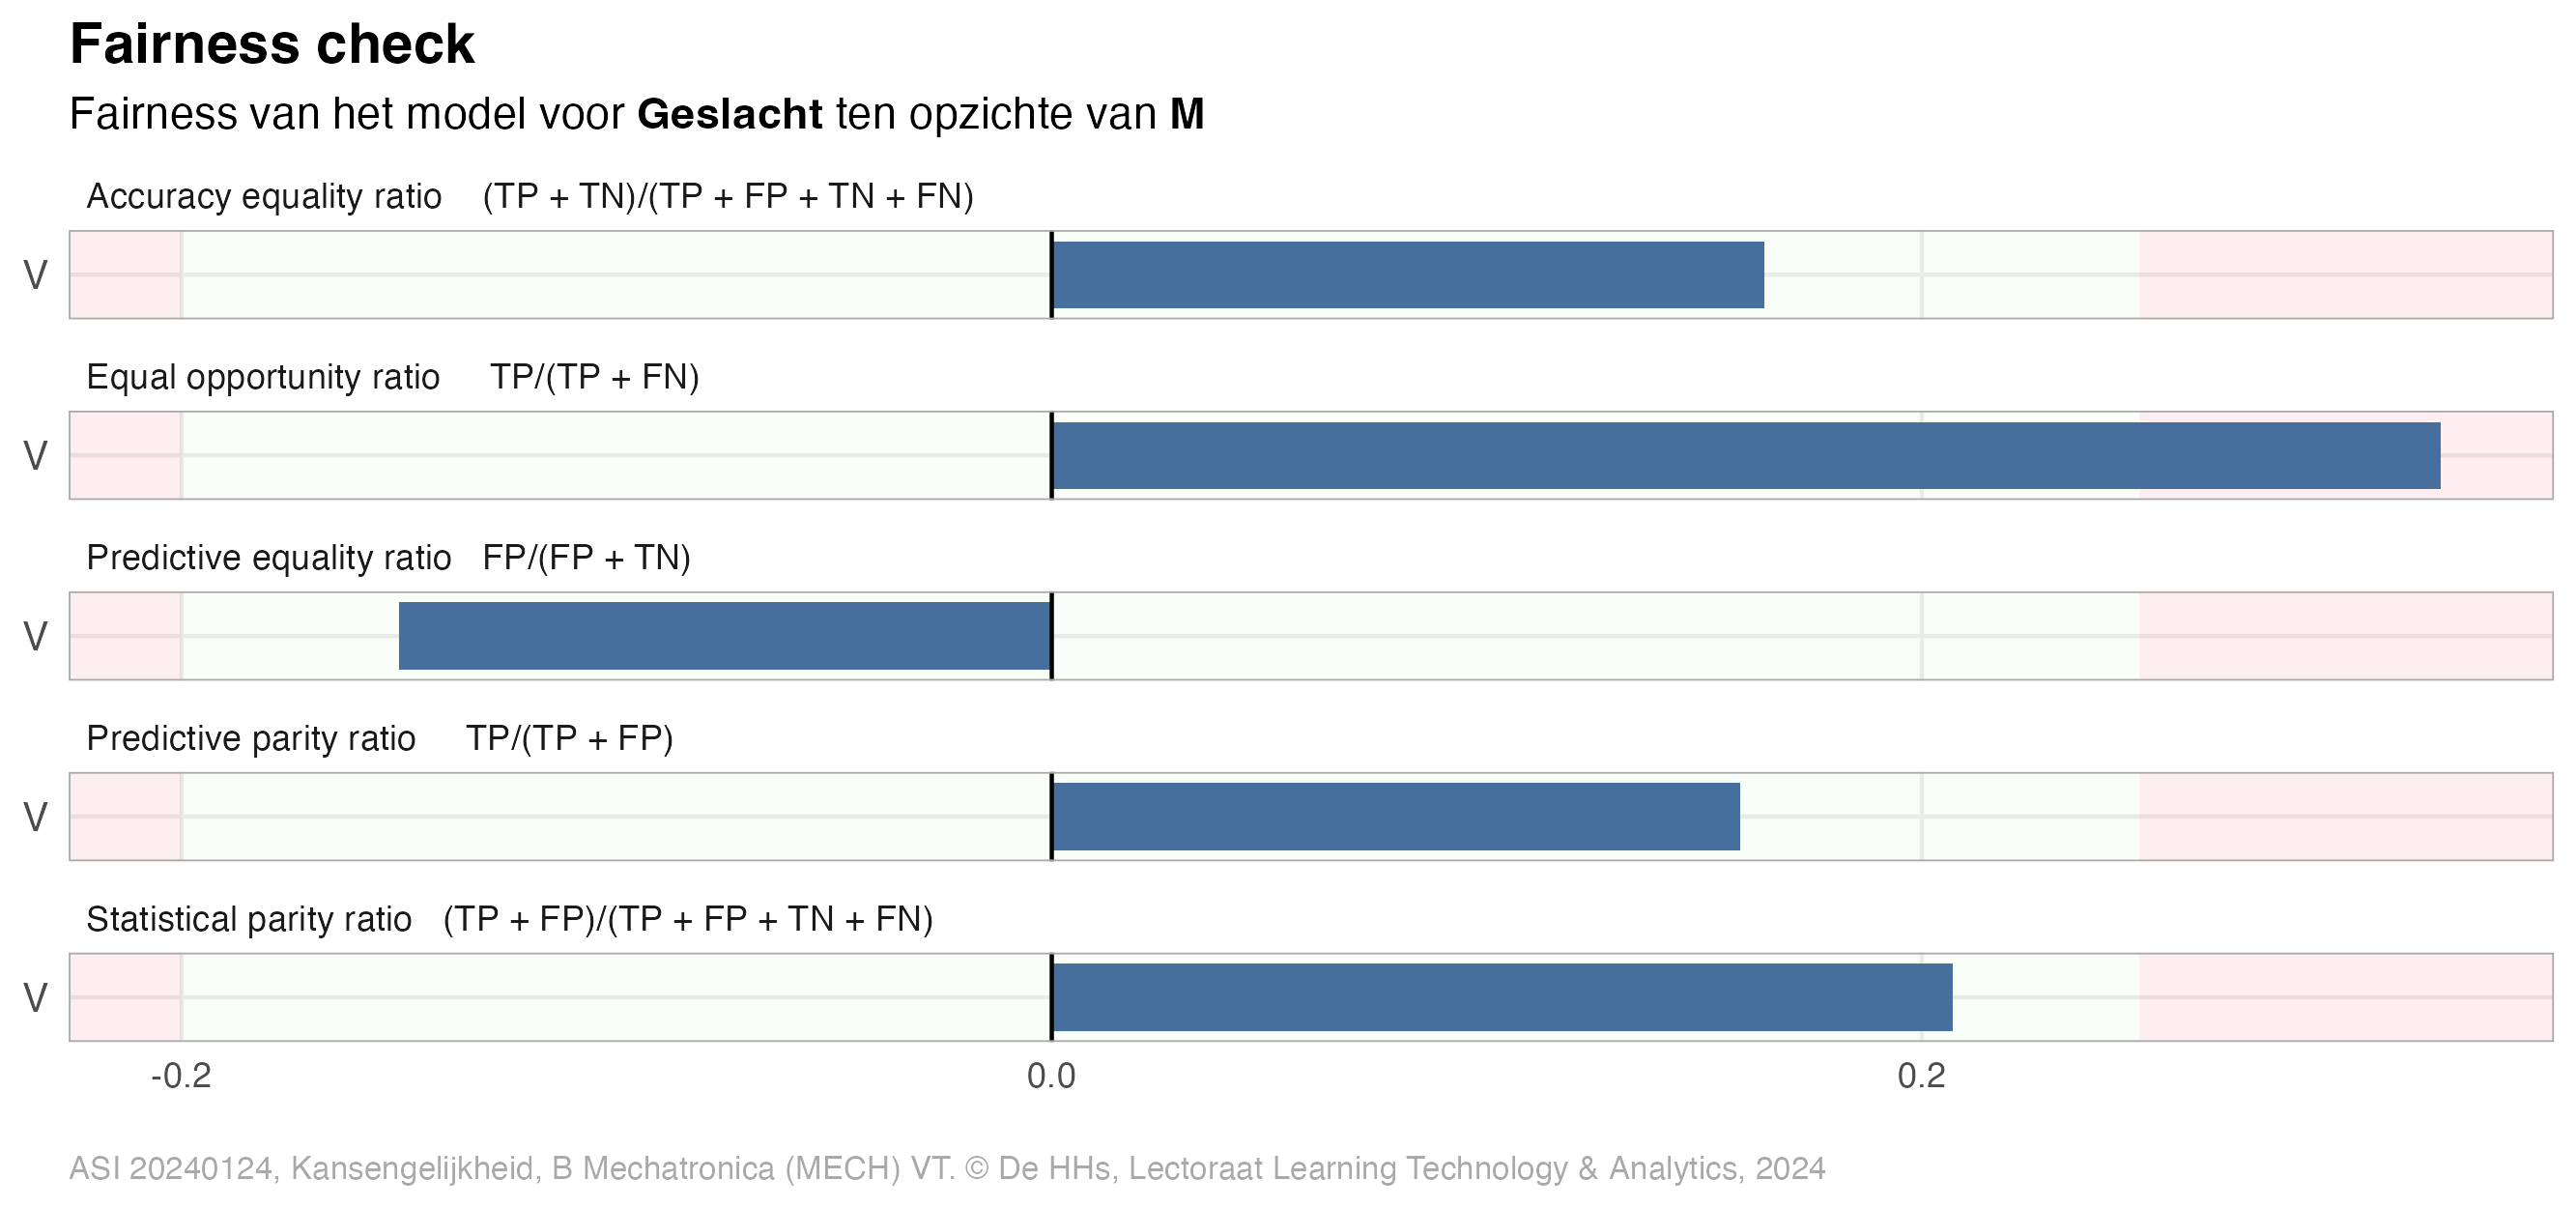 Fairness check
Fairness van het model voor Geslacht ten opzichte van M
Accuracy equality ratio (TP + TN)/(TP + FP + TN + FN)
V
Equal opportunity ratio TP/(TP + FN)
V
Predictive equality ratio FP/(FP + TN)
V
Predictive parity ratio TP/(TP + FP)
V
Statistical parity ratio (TP + FP)/(TP + FP + TN + FN)
V
-0.2 0.0 0.2
ASI 20240124, Kansengelijkheid, B Mechatronica (MECH) VT. © De HHs, Lectoraat Learning Technology & Analytics, 2024